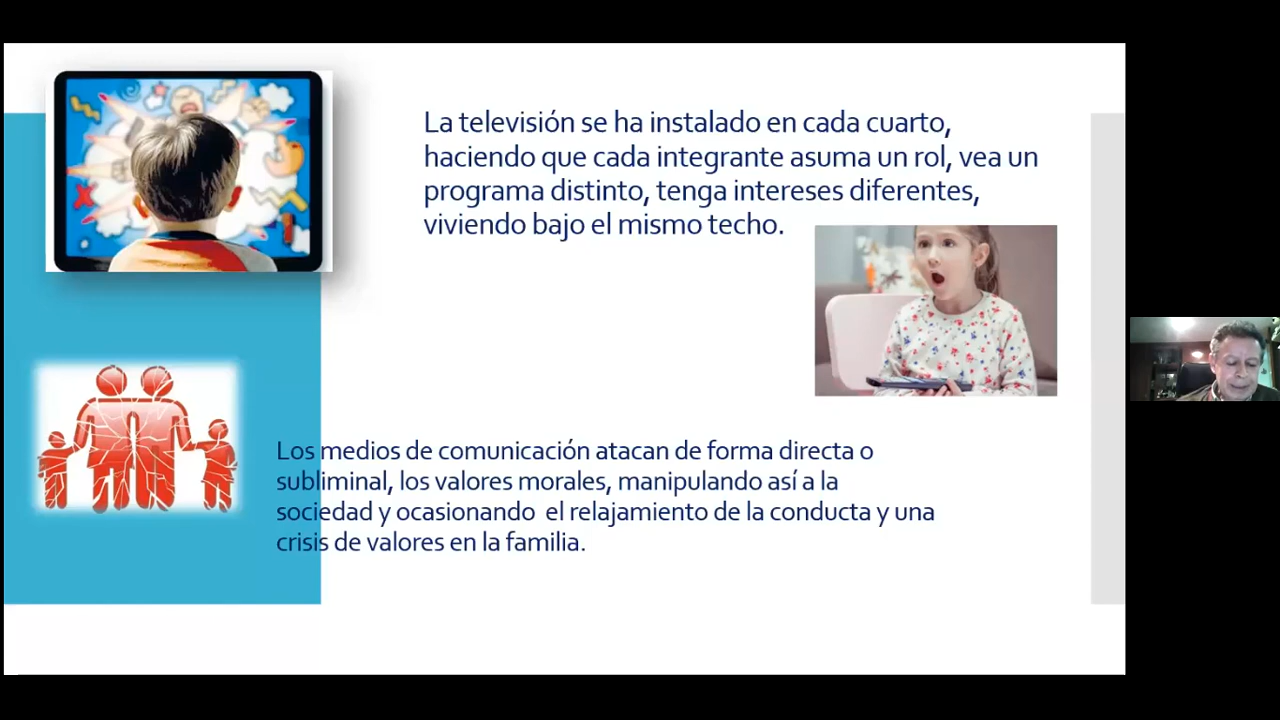 La televisión se ha instalado en cada cuarto,
haciendo que cada integrante asuma un rol, vea un
programa distinto, tenga intereses diferentes,
viviendo bajo el mismo techo.
Los medios de comunicación atacan de forma directa o
subliminal, los valores morales, manipulando así a la
sociedad y ocasionando  el relajamiento de la conducta y una
crisis de valores en la familia.